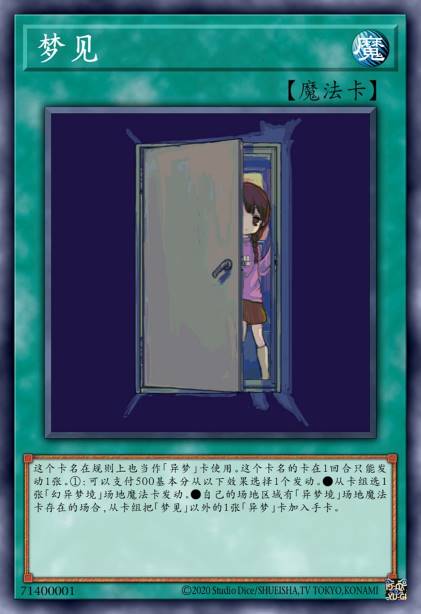 梦见
魔
【魔法卡】
这个卡名在规则上也当作「异梦」卡使用。这个卡名的卡在1回合只能发
动1张。①:可以支付500基本分从以下效果选择1个发动。●从卡组选1
张「幻异梦境」场地魔法卡发动。●自己的场地区域有「异梦境」场地魔法
卡存在的场合,从卡组把「梦见」以外的1张「异梦」卡加入手卡。
71400001
©2020 Studio Dice/SHUEISHA,TV TOKYO,KONAMI